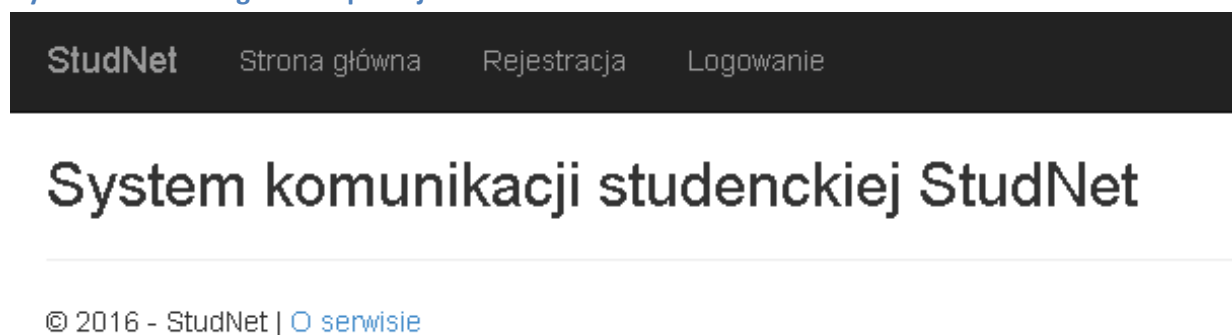 StudNet Strona główna Rejestracja Logowanie
System komunikacji studenckiej StudNet
© 2016 - StudNet | O serwisie